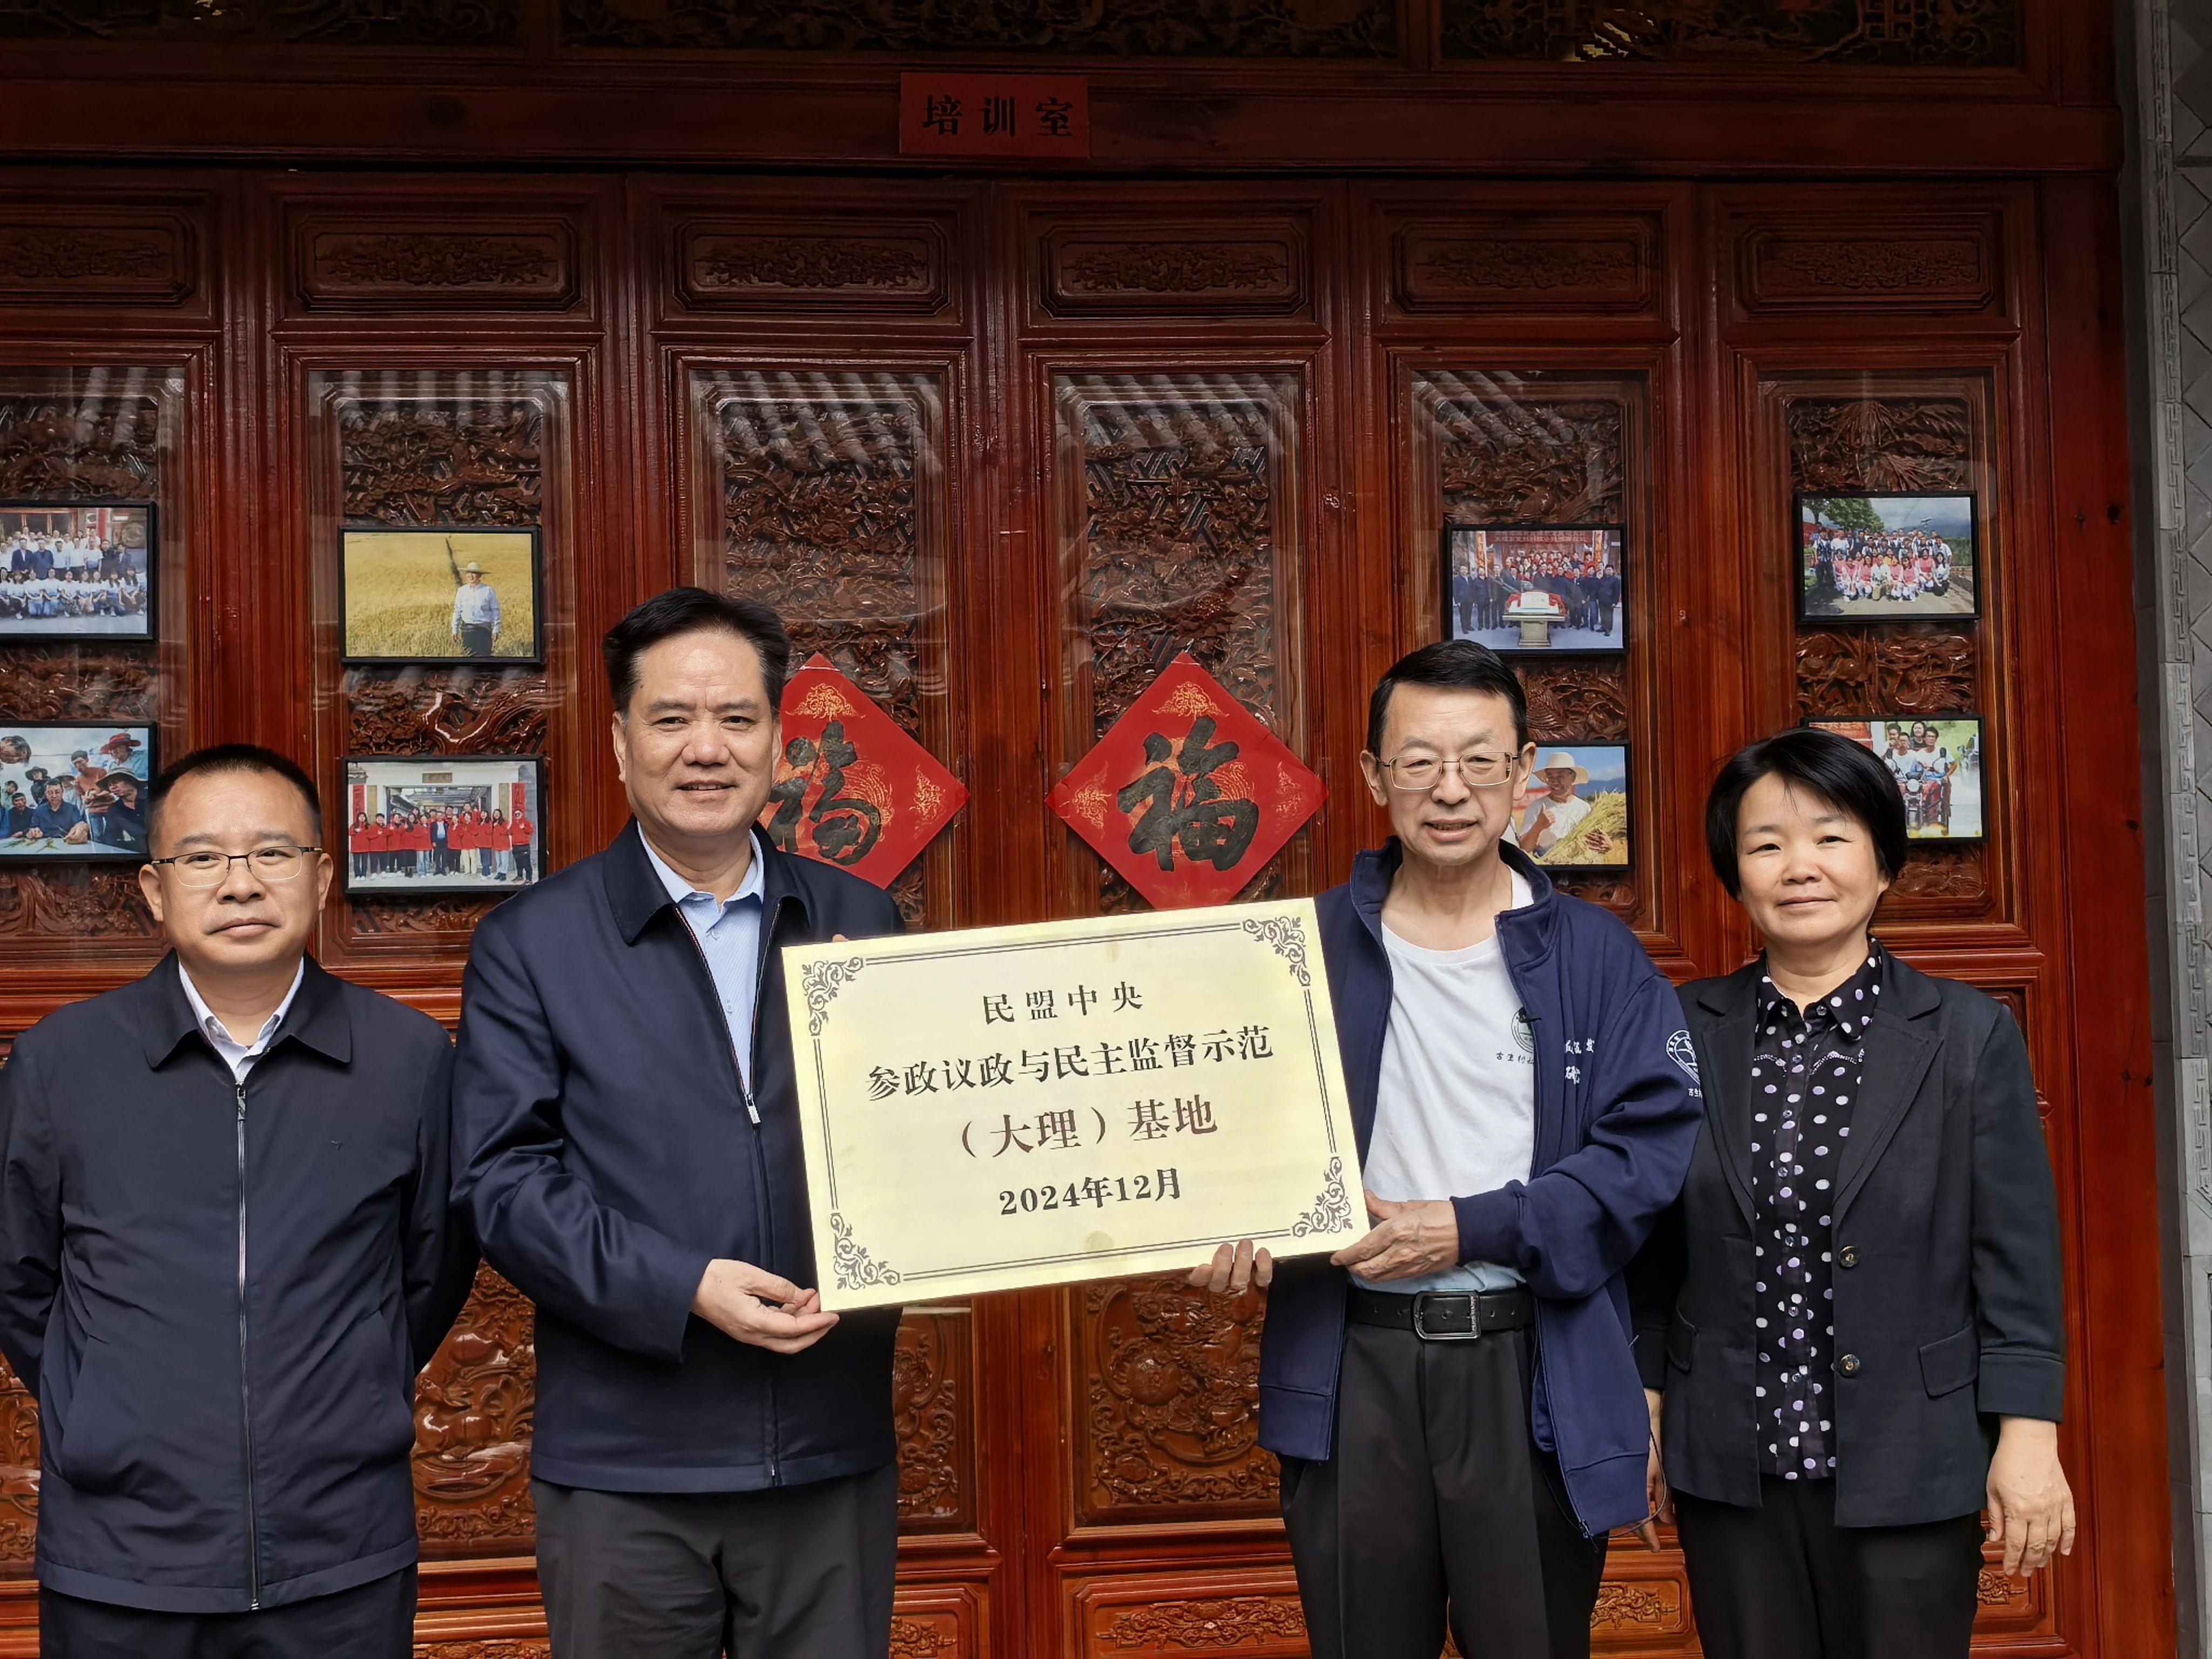 培训室
福
福
民盟中央
参政议政与民主监督示范
（大理）基地
2024年12月